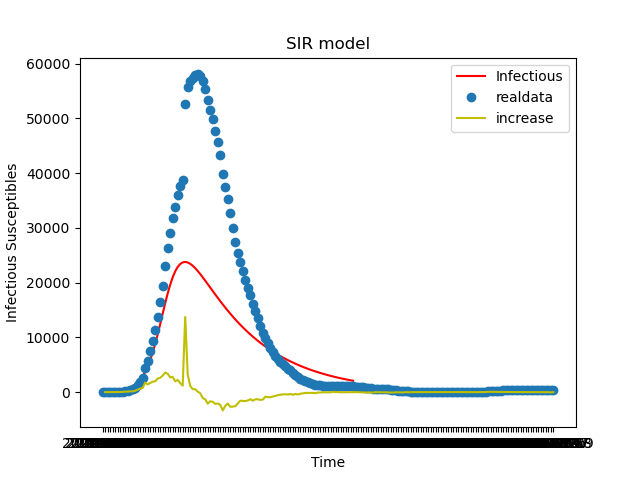 SIR model
Infectious
realdata
increase
60000
50000
40000
30000
20000
10000
0
Infectious Susceptibles
Time